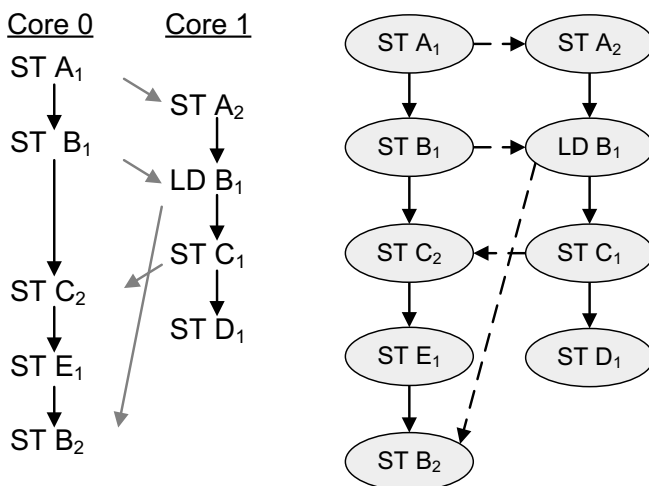 Core 0
Core 1
ST A₁
ST A₂
ST B₁
LD B₁
ST C₁
ST C₂
ST D₁
ST E₁
ST B₂
ST A₁
ST A₂
ST B₁
LD B₁
ST C₂
ST C₁
ST E₁
ST D₁
ST B₂